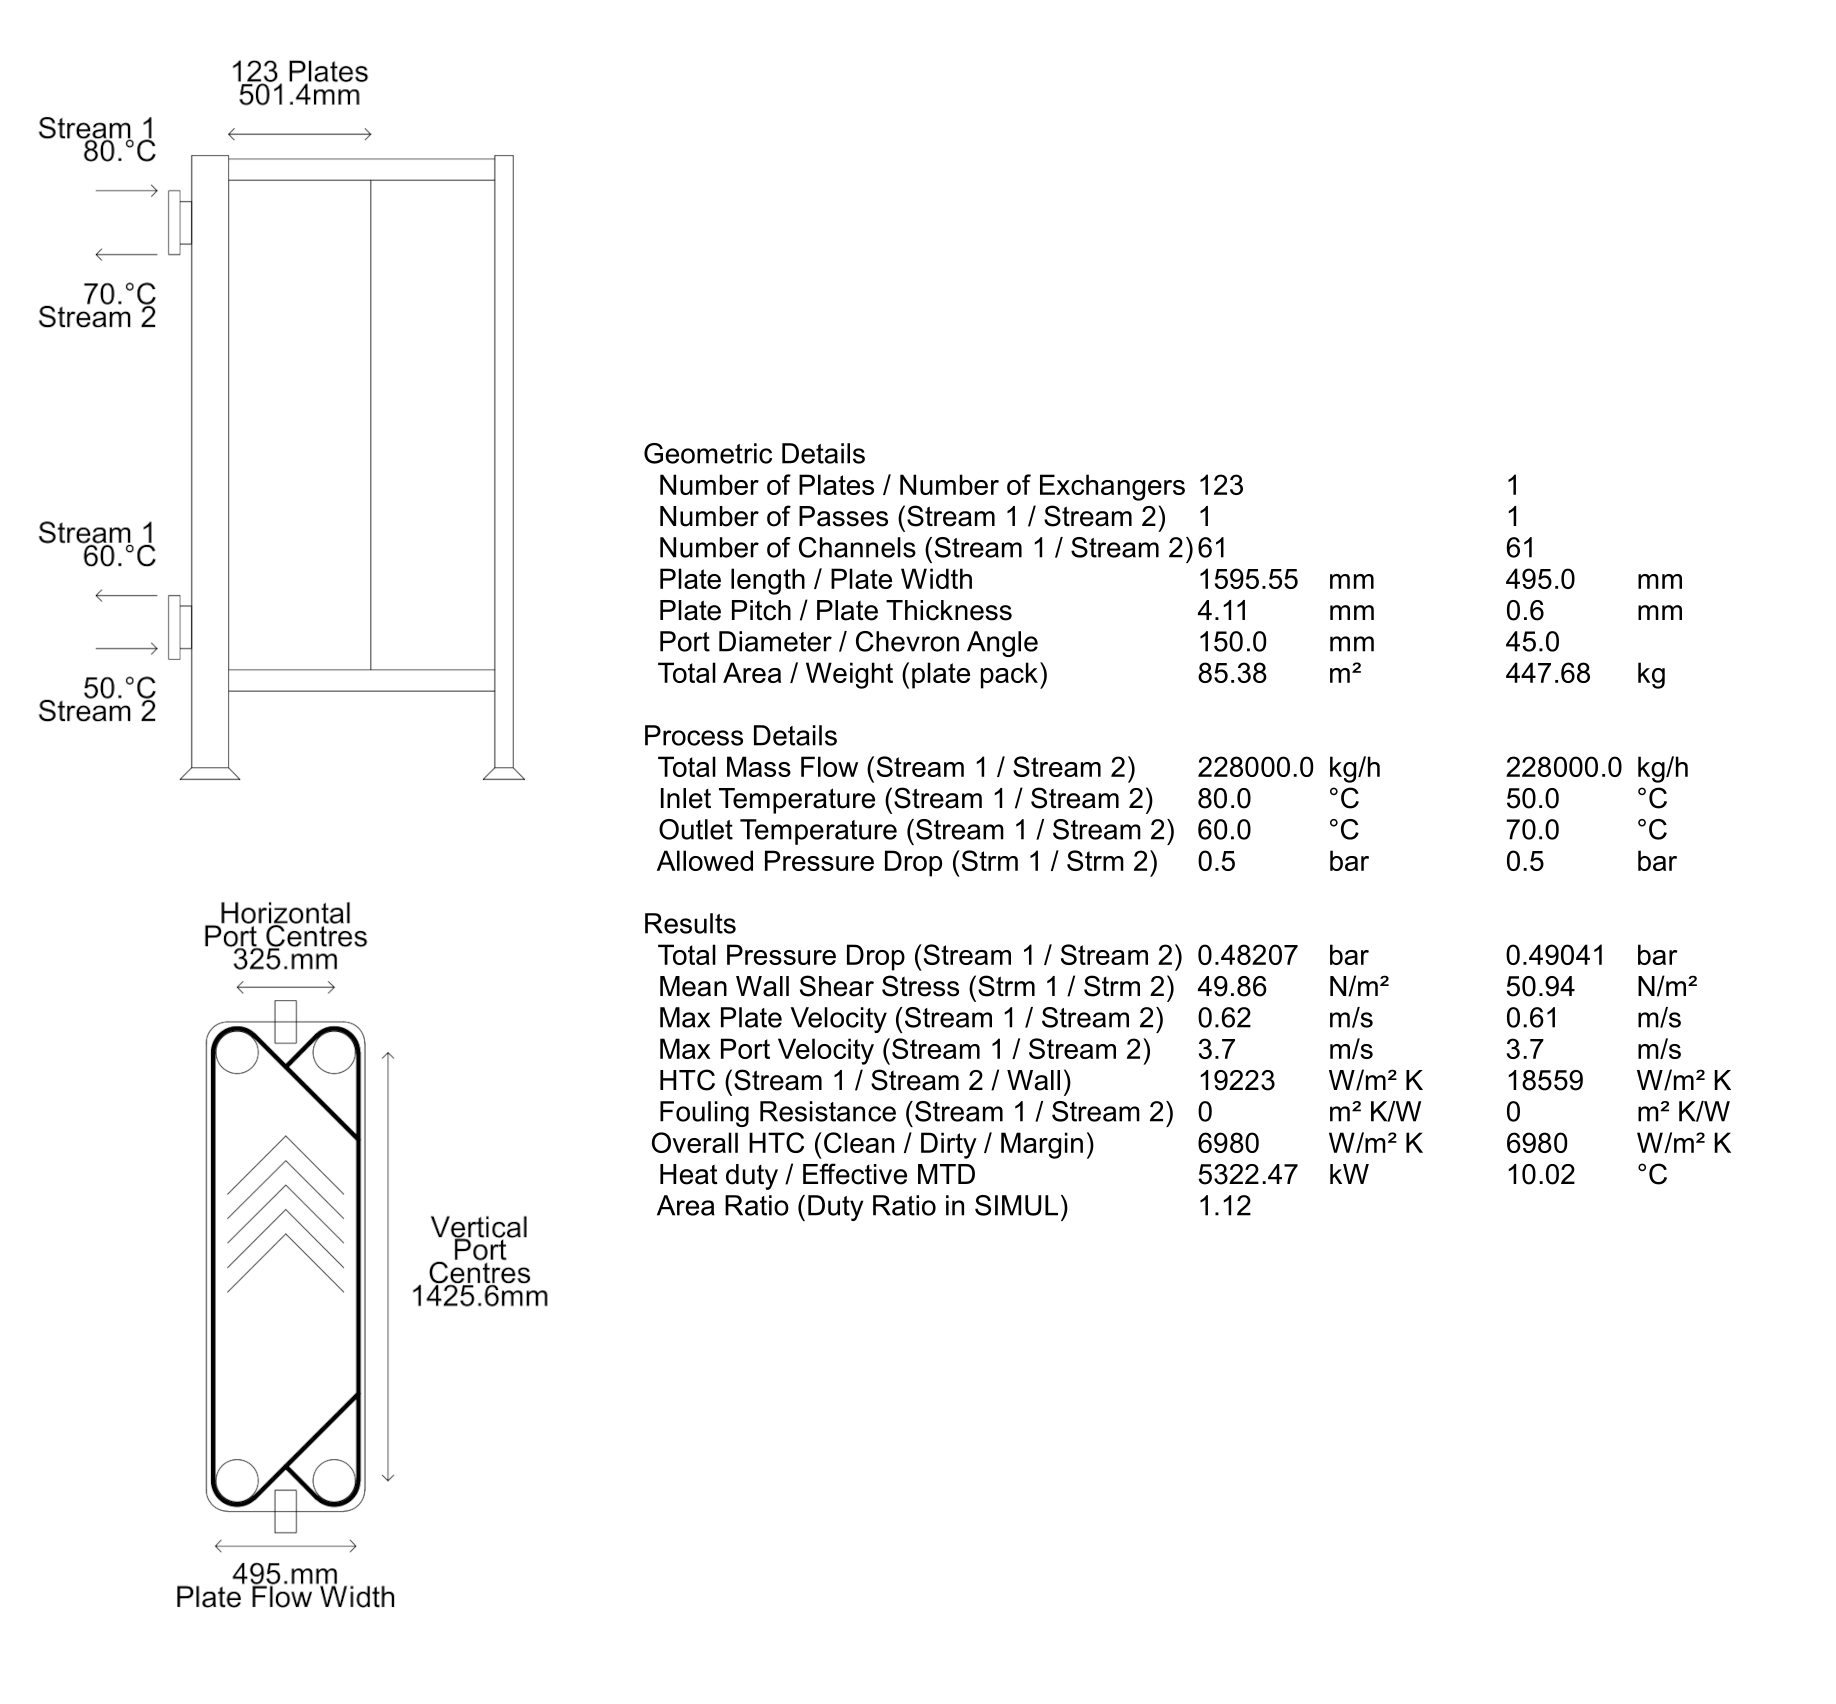 123 Plates
501.4mm
Stream 1
80.°C
70.°C
Stream 2
Stream 1
60.°C
50.°C
Stream 2
Horizontal
Port Centres
325.mm
Vertical
Port
Centres
1425.6mm
495.mm
Plate Flow Width
Geometric Details
Number of Plates / Number of Exchangers 123 1
Number of Passes (Stream 1 / Stream 2) 1 1
Number of Channels (Stream 1 / Stream 2) 61 61
Plate length / Plate Width 1595.55 mm 495.0 mm
Plate Pitch / Plate Thickness 4.11 mm 0.6 mm
Port Diameter / Chevron Angle 150.0 mm 45.0
Total Area / Weight (plate pack) 85.38 m² 447.68 kg
Process Details
Total Mass Flow (Stream 1 / Stream 2) 228000.0 kg/h 228000.0 kg/h
Inlet Temperature (Stream 1 / Stream 2) 80.0 °C 50.0 °C
Outlet Temperature (Stream 1 / Stream 2) 60.0 °C 70.0 °C
Allowed Pressure Drop (Strm 1 / Strm 2) 0.5 bar 0.5 bar
Results
Total Pressure Drop (Stream 1 / Stream 2) 0.48207 bar 0.49041 bar
Mean Wall Shear Stress (Strm 1 / Strm 2) 49.86 N/m² 50.94 N/m²
Max Plate Velocity (Stream 1 / Stream 2) 0.62 m/s 0.61 m/s
Max Port Velocity (Stream 1 / Stream 2) 3.7 m/s 3.7 m/s
HTC (Stream 1 / Stream 2 / Wall) 19223 W/m² K 18559 W/m² K
Fouling Resistance (Stream 1 / Stream 2) 0 m² K/W 0 m² K/W
Overall HTC (Clean / Dirty / Margin) 6980 W/m² K 6980 W/m² K
Heat duty / Effective MTD 5322.47 kW 10.02 °C
Area Ratio (Duty Ratio in SIMUL) 1.12